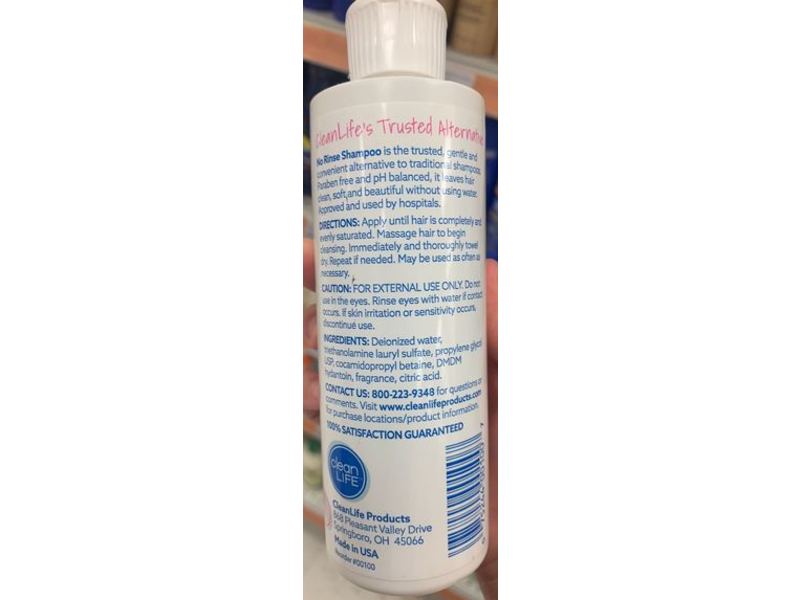 CleanLife's Trusted Alternative
No Rinse Shampoo is the trusted, gentle and
convenient alternative to traditional shampoos.
Paraben free and pH balanced, it leaves hair
clean, soft and beautiful without using water.
Approved and used by hospitals.
DIRECTIONS: Apply until hair is completely and
evenly saturated. Massage hair to begin
cleansing. Immediately and thoroughly towel
dry. Repeat if needed. May be used as often as
necessary.
CAUTION: FOR EXTERNAL USE ONLY. Do not
use in the eyes. Rinse eyes with water if contact
occurs. If skin irritation or sensitivity occurs,
discontinue use.
INGREDIENTS: Deionized water,
triethanolamine lauryl sulfate, propylene glycol
USP, cocamidopropyl betaine, DMDM
hydantoin, fragrance, citric acid.
CONTACT US: 800-223-9348 for questions or
comments. Visit www.cleanlifeproducts.com
for purchase locations/product information.
100% SATISFACTION GUARANTEED
clean
LIFE
CleanLife Products
868 Pleasant Valley Drive
Springboro, OH 45066
Made in USA
Reorder #00100